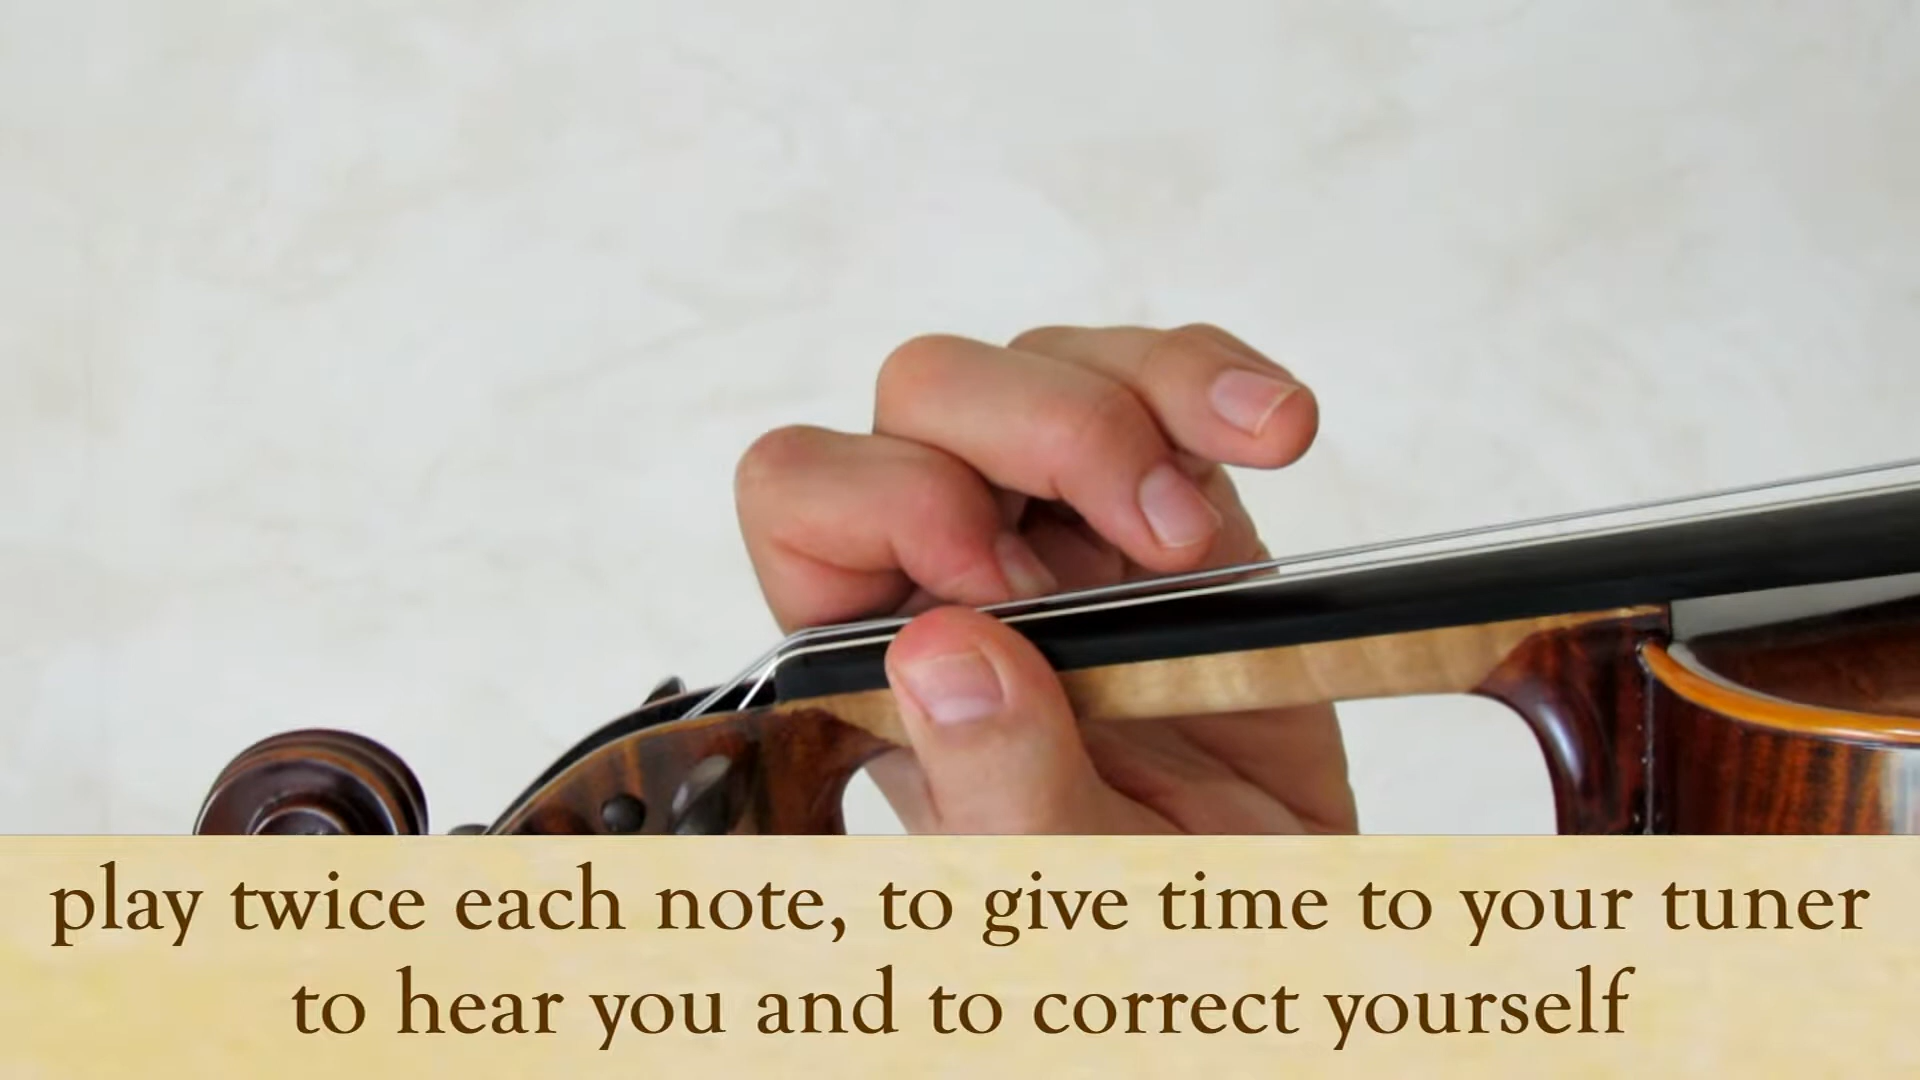 play twice each note, to give time to your tuner
to hear you and to correct yourself